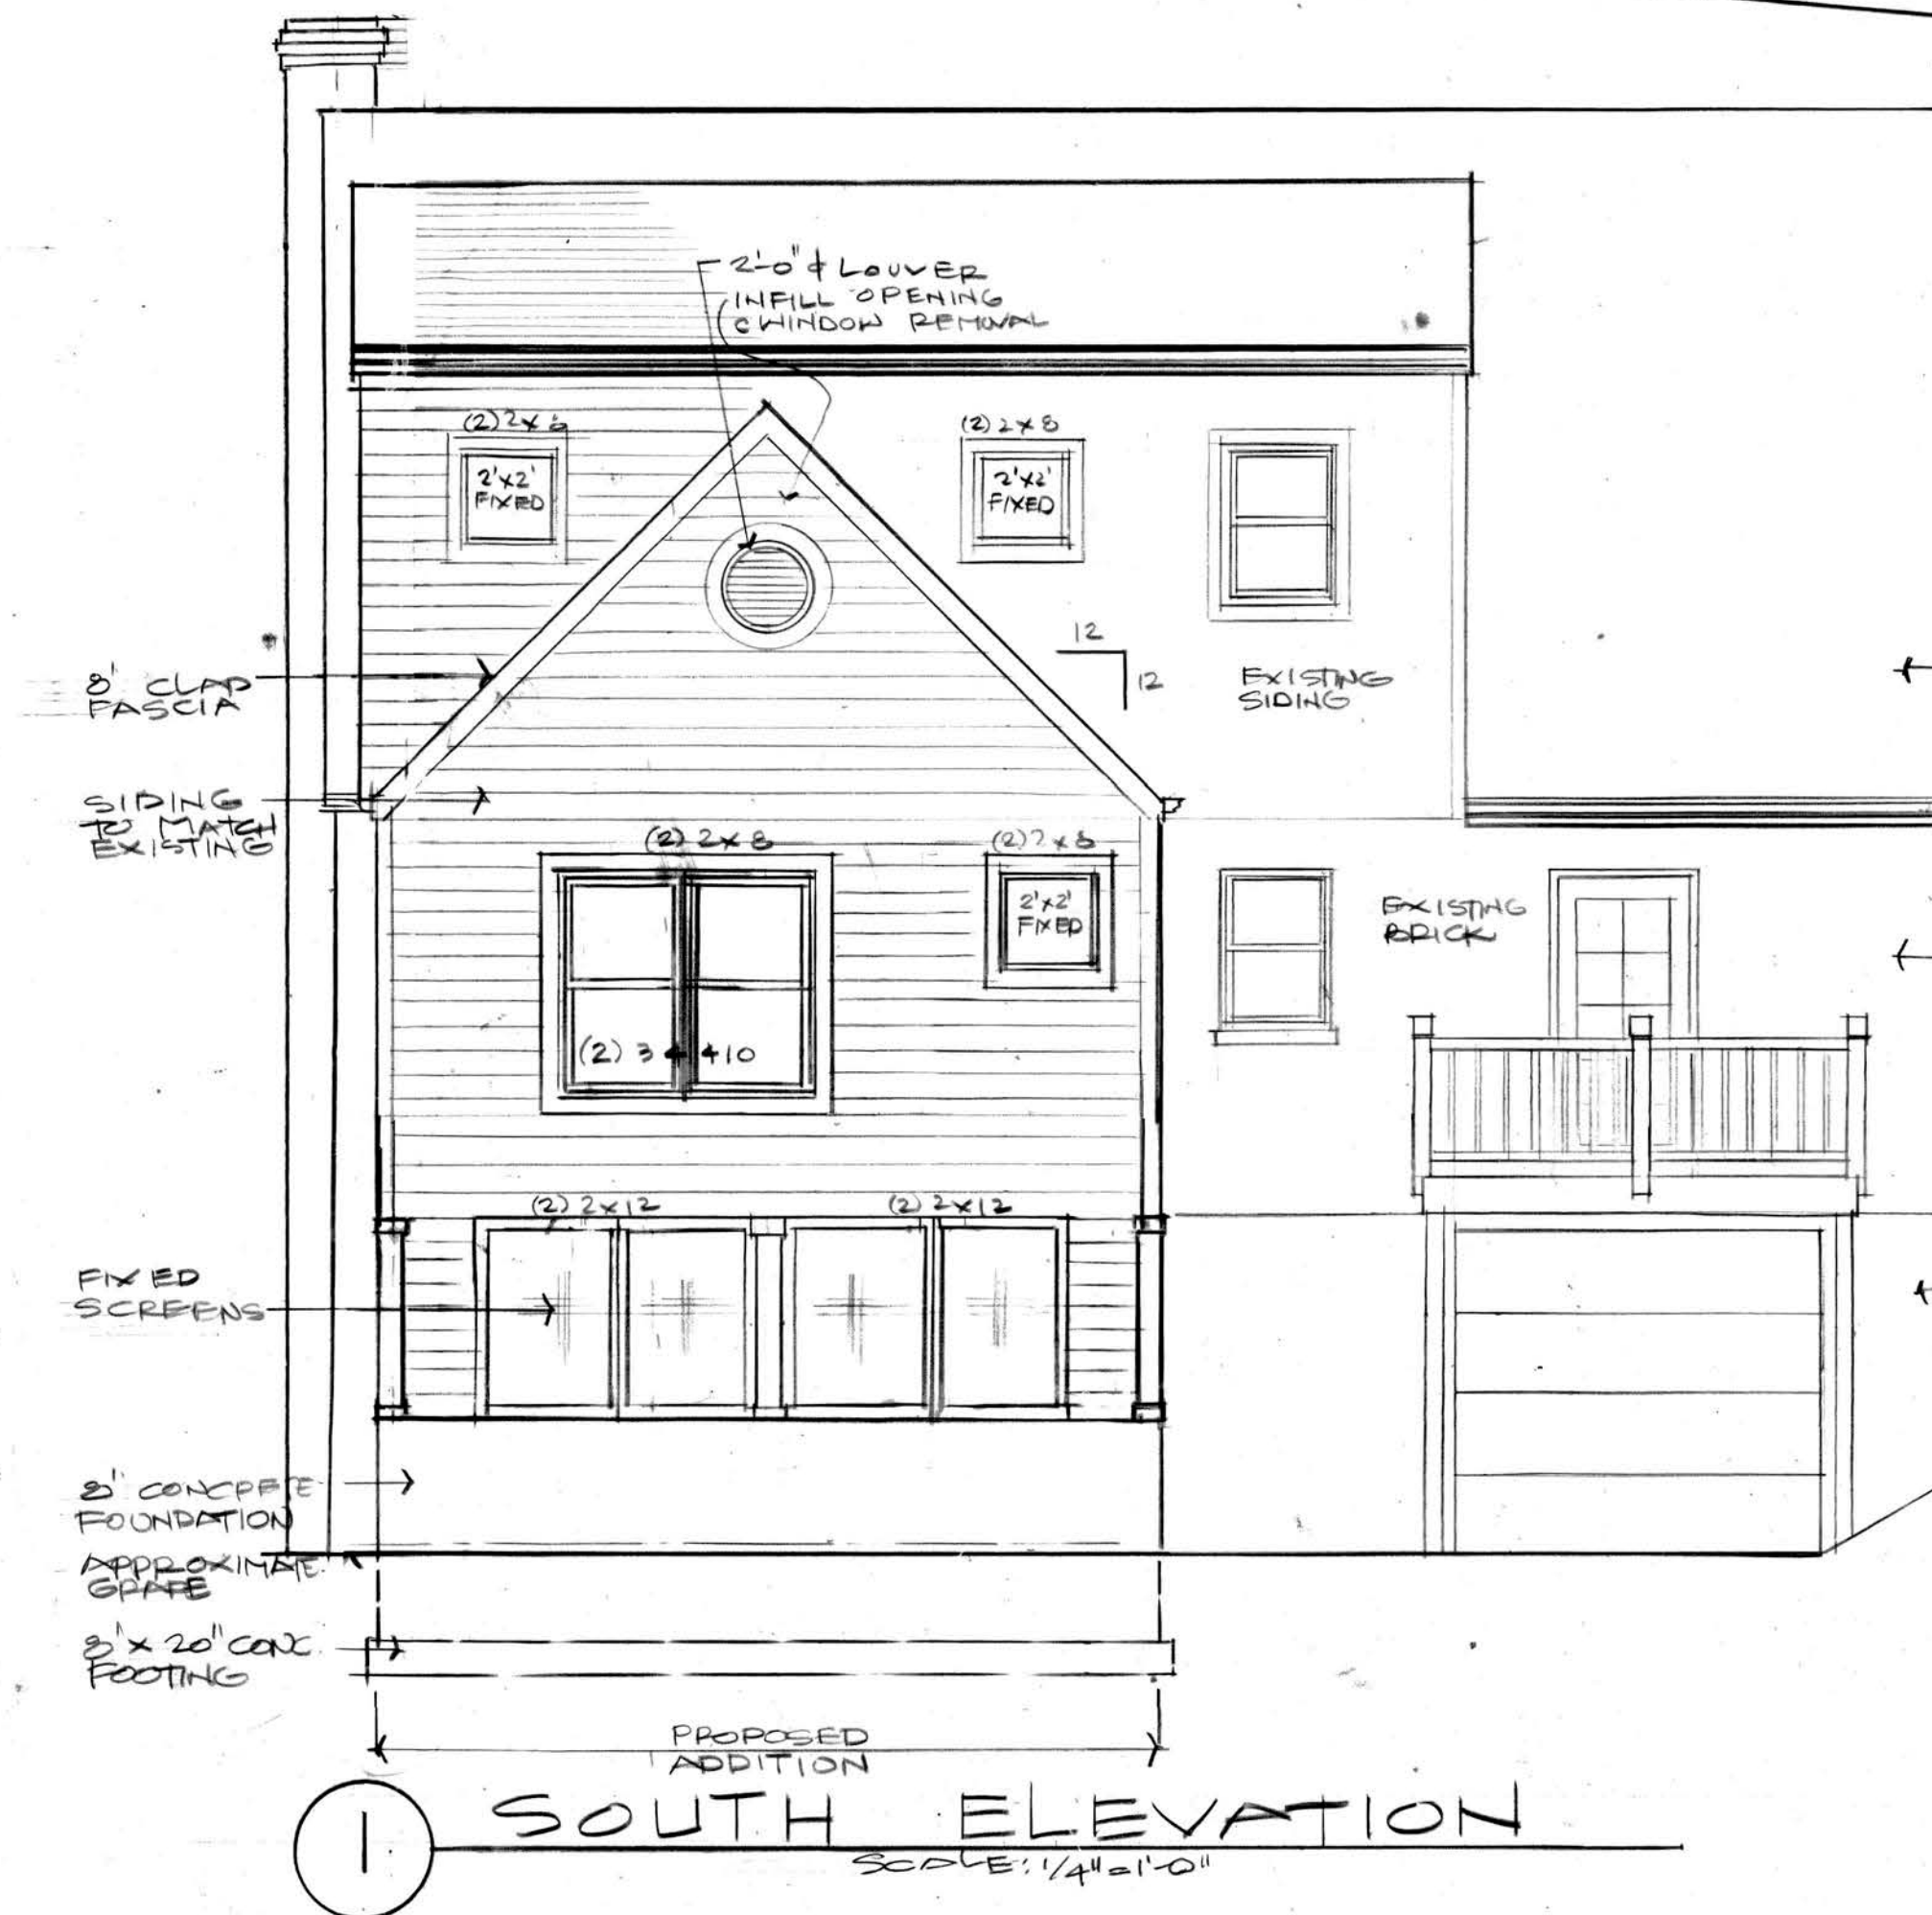 2'-0" ϕ LOUVER
INFILL OPENING
@ WINDOW REMOVAL
(2) 2x8
2'x2'
FIXED
(2) 2x8
2'x2'
FIXED
12
12
8" CLAD
FASCIA
EXISTING
SIDING
SIDING
TO MATCH
EXISTING
(2) 2x8
(2) 2x8
2'x2'
FIXED
EXISTING
BRICK
(2) 34 410
(2) 2x12
(2) 2x12
FIXED
SCREENS
8" CONCRETE
FOUNDATION
APPROXIMATE
GRADE
8" x 20" CONC.
FOOTING
PROPOSED
ADDITION
1
SOUTH ELEVATION
SCALE: 1/4" = 1'-0"